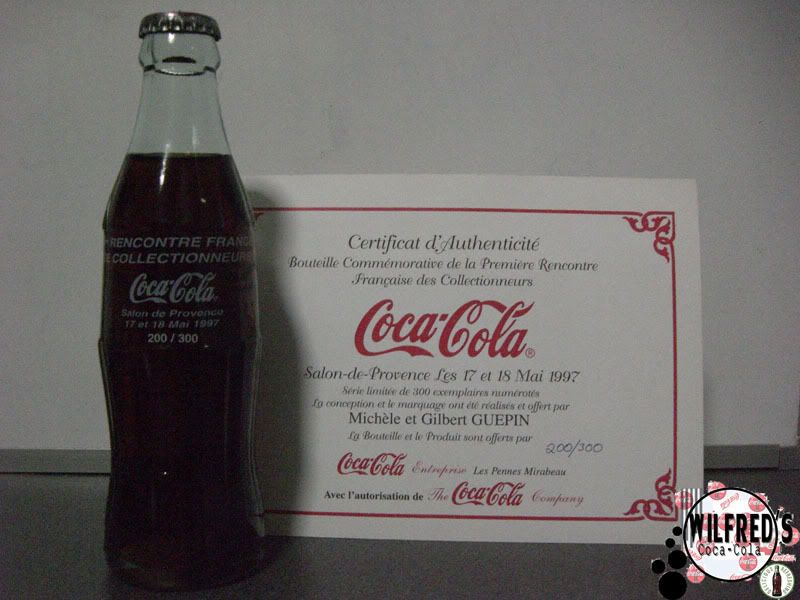 RENCONTRE FRANC
E COLLECTIONNEUR
Coca-Cola
Salon de Provence
17 et 18 Mai 1997
200 / 300
Certificat d'Authenticité
Bouteille Commémorative de la Première Rencontre
Française des Collectionneurs
Coca-Cola®
Salon-de-Provence Les 17 et 18 Mai 1997
Série limitée de 300 exemplaires numérotés
La conception et le marquage ont été réalisés et offert par
Michèle et Gilbert GUEPIN
La Bouteille et le Produit sont offerts par
200/300
Coca-Cola Entreprise Les Pennes Mirabeau
Avec l'autorisation de The Coca-Cola Company
WILFRED'S
Coca-Cola